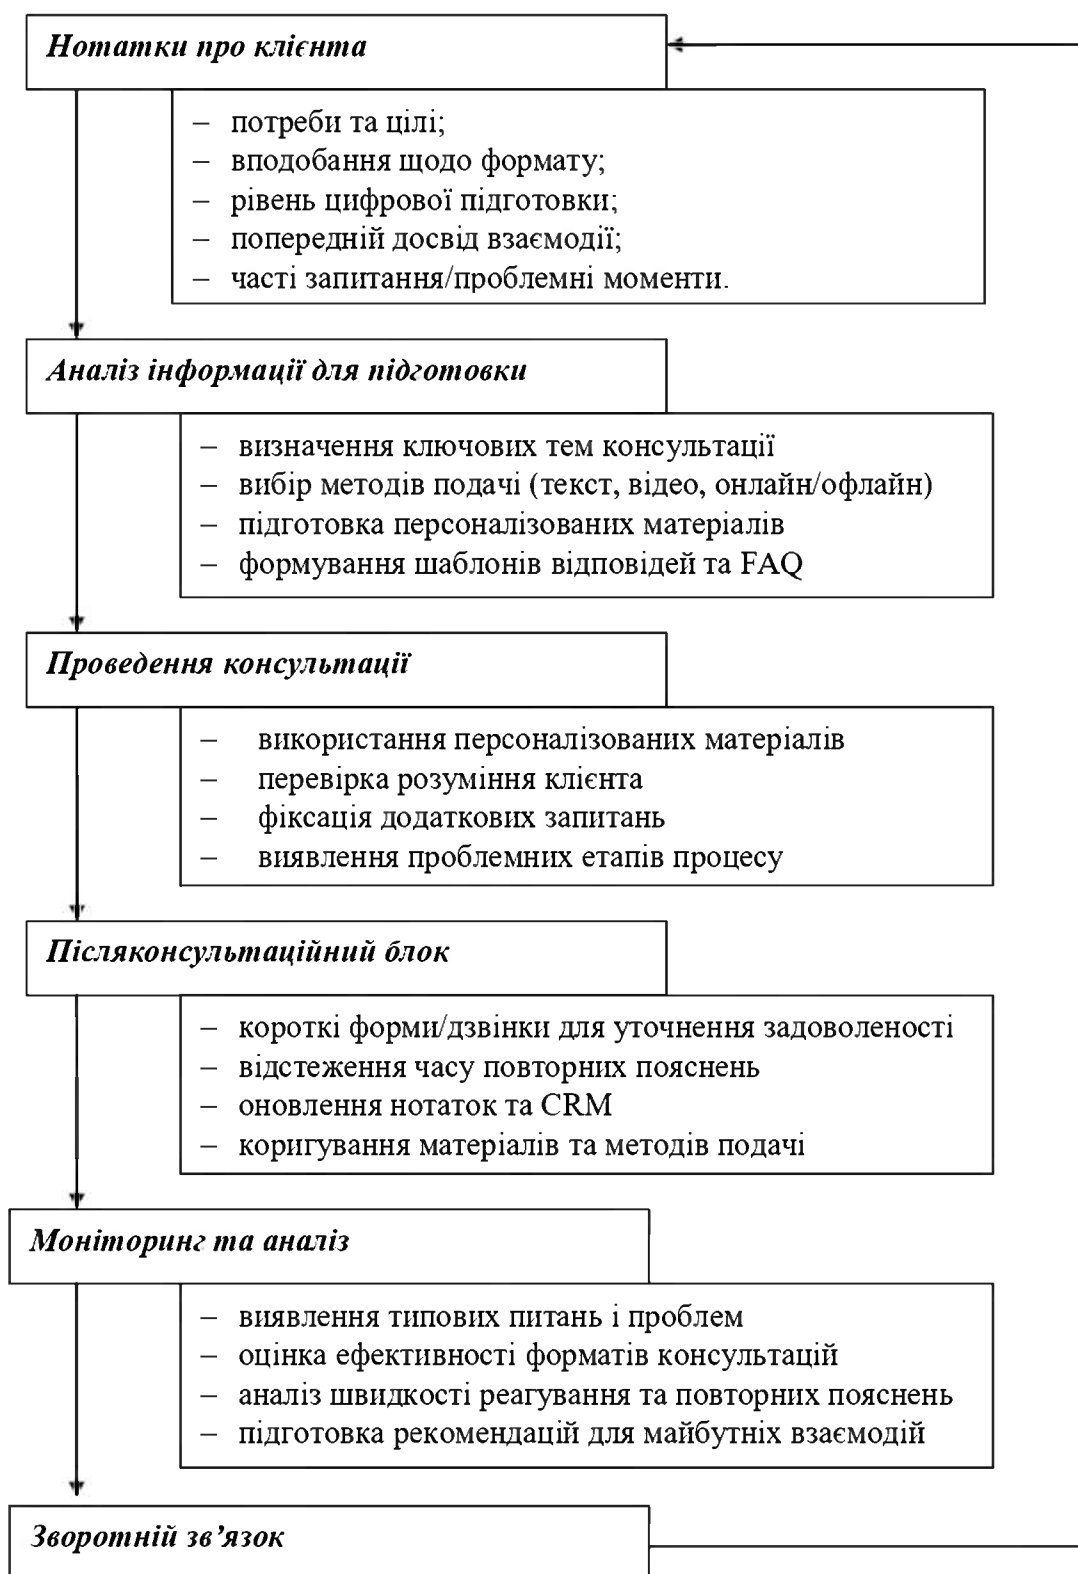 Нотатки про клієнта
– потреби та цілі;
– вподобання щодо формату;
– рівень цифрової підготовки;
– попередній досвід взаємодії;
– часті запитання/проблемні моменти.
Аналіз інформації для підготовки
– визначення ключових тем консультації
– вибір методів подачі (текст, відео, онлайн/офлайн)
– підготовка персоналізованих матеріалів
– формування шаблонів відповідей та FAQ
Проведення консультації
– використання персоналізованих матеріалів
– перевірка розуміння клієнта
– фіксація додаткових запитань
– виявлення проблемних етапів процесу
Післяконсультаційний блок
– короткі форми/дзвінки для уточнення задоволеності
– відстеження часу повторних пояснень
– оновлення нотаток та CRM
– коригування матеріалів та методів подачі
Моніторинг та аналіз
– виявлення типових питань і проблем
– оцінка ефективності форматів консультацій
– аналіз швидкості реагування та повторних пояснень
– підготовка рекомендацій для майбутніх взаємодій
Зворотній зв’язок